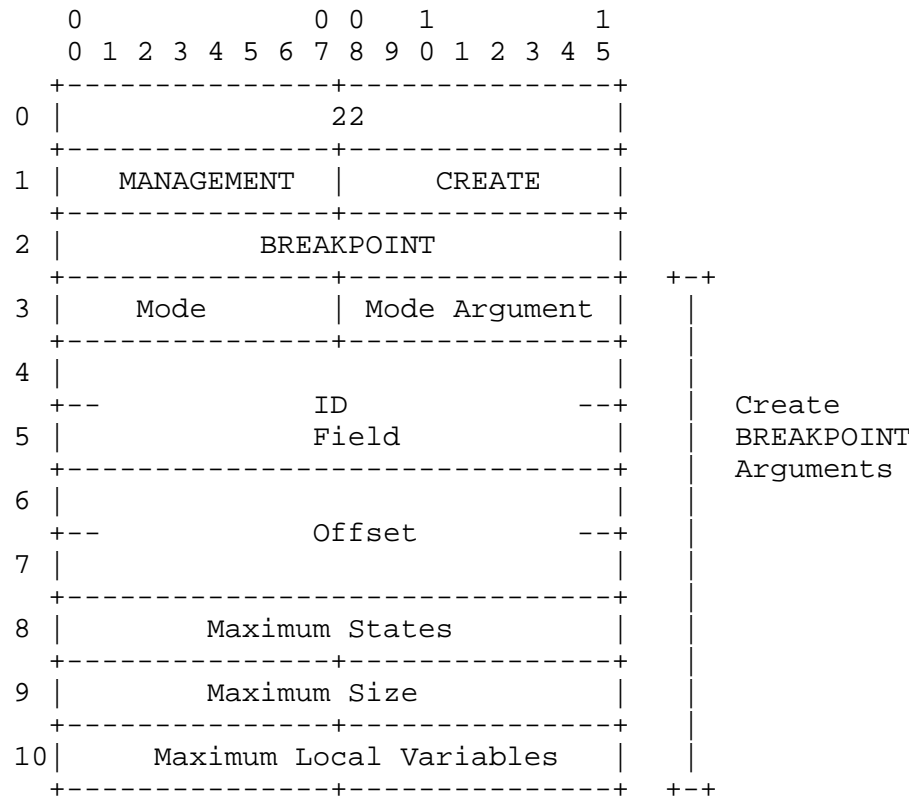 0 0 0 1 1
0 1 2 3 4 5 6 7 8 9 0 1 2 3 4 5
0 22
1 MANAGEMENT CREATE
2 BREAKPOINT
3 Mode Mode Argument
4
ID Create
5 Field BREAKPOINT
Arguments
6
Offset
7
8 Maximum States
9 Maximum Size
10 Maximum Local Variables